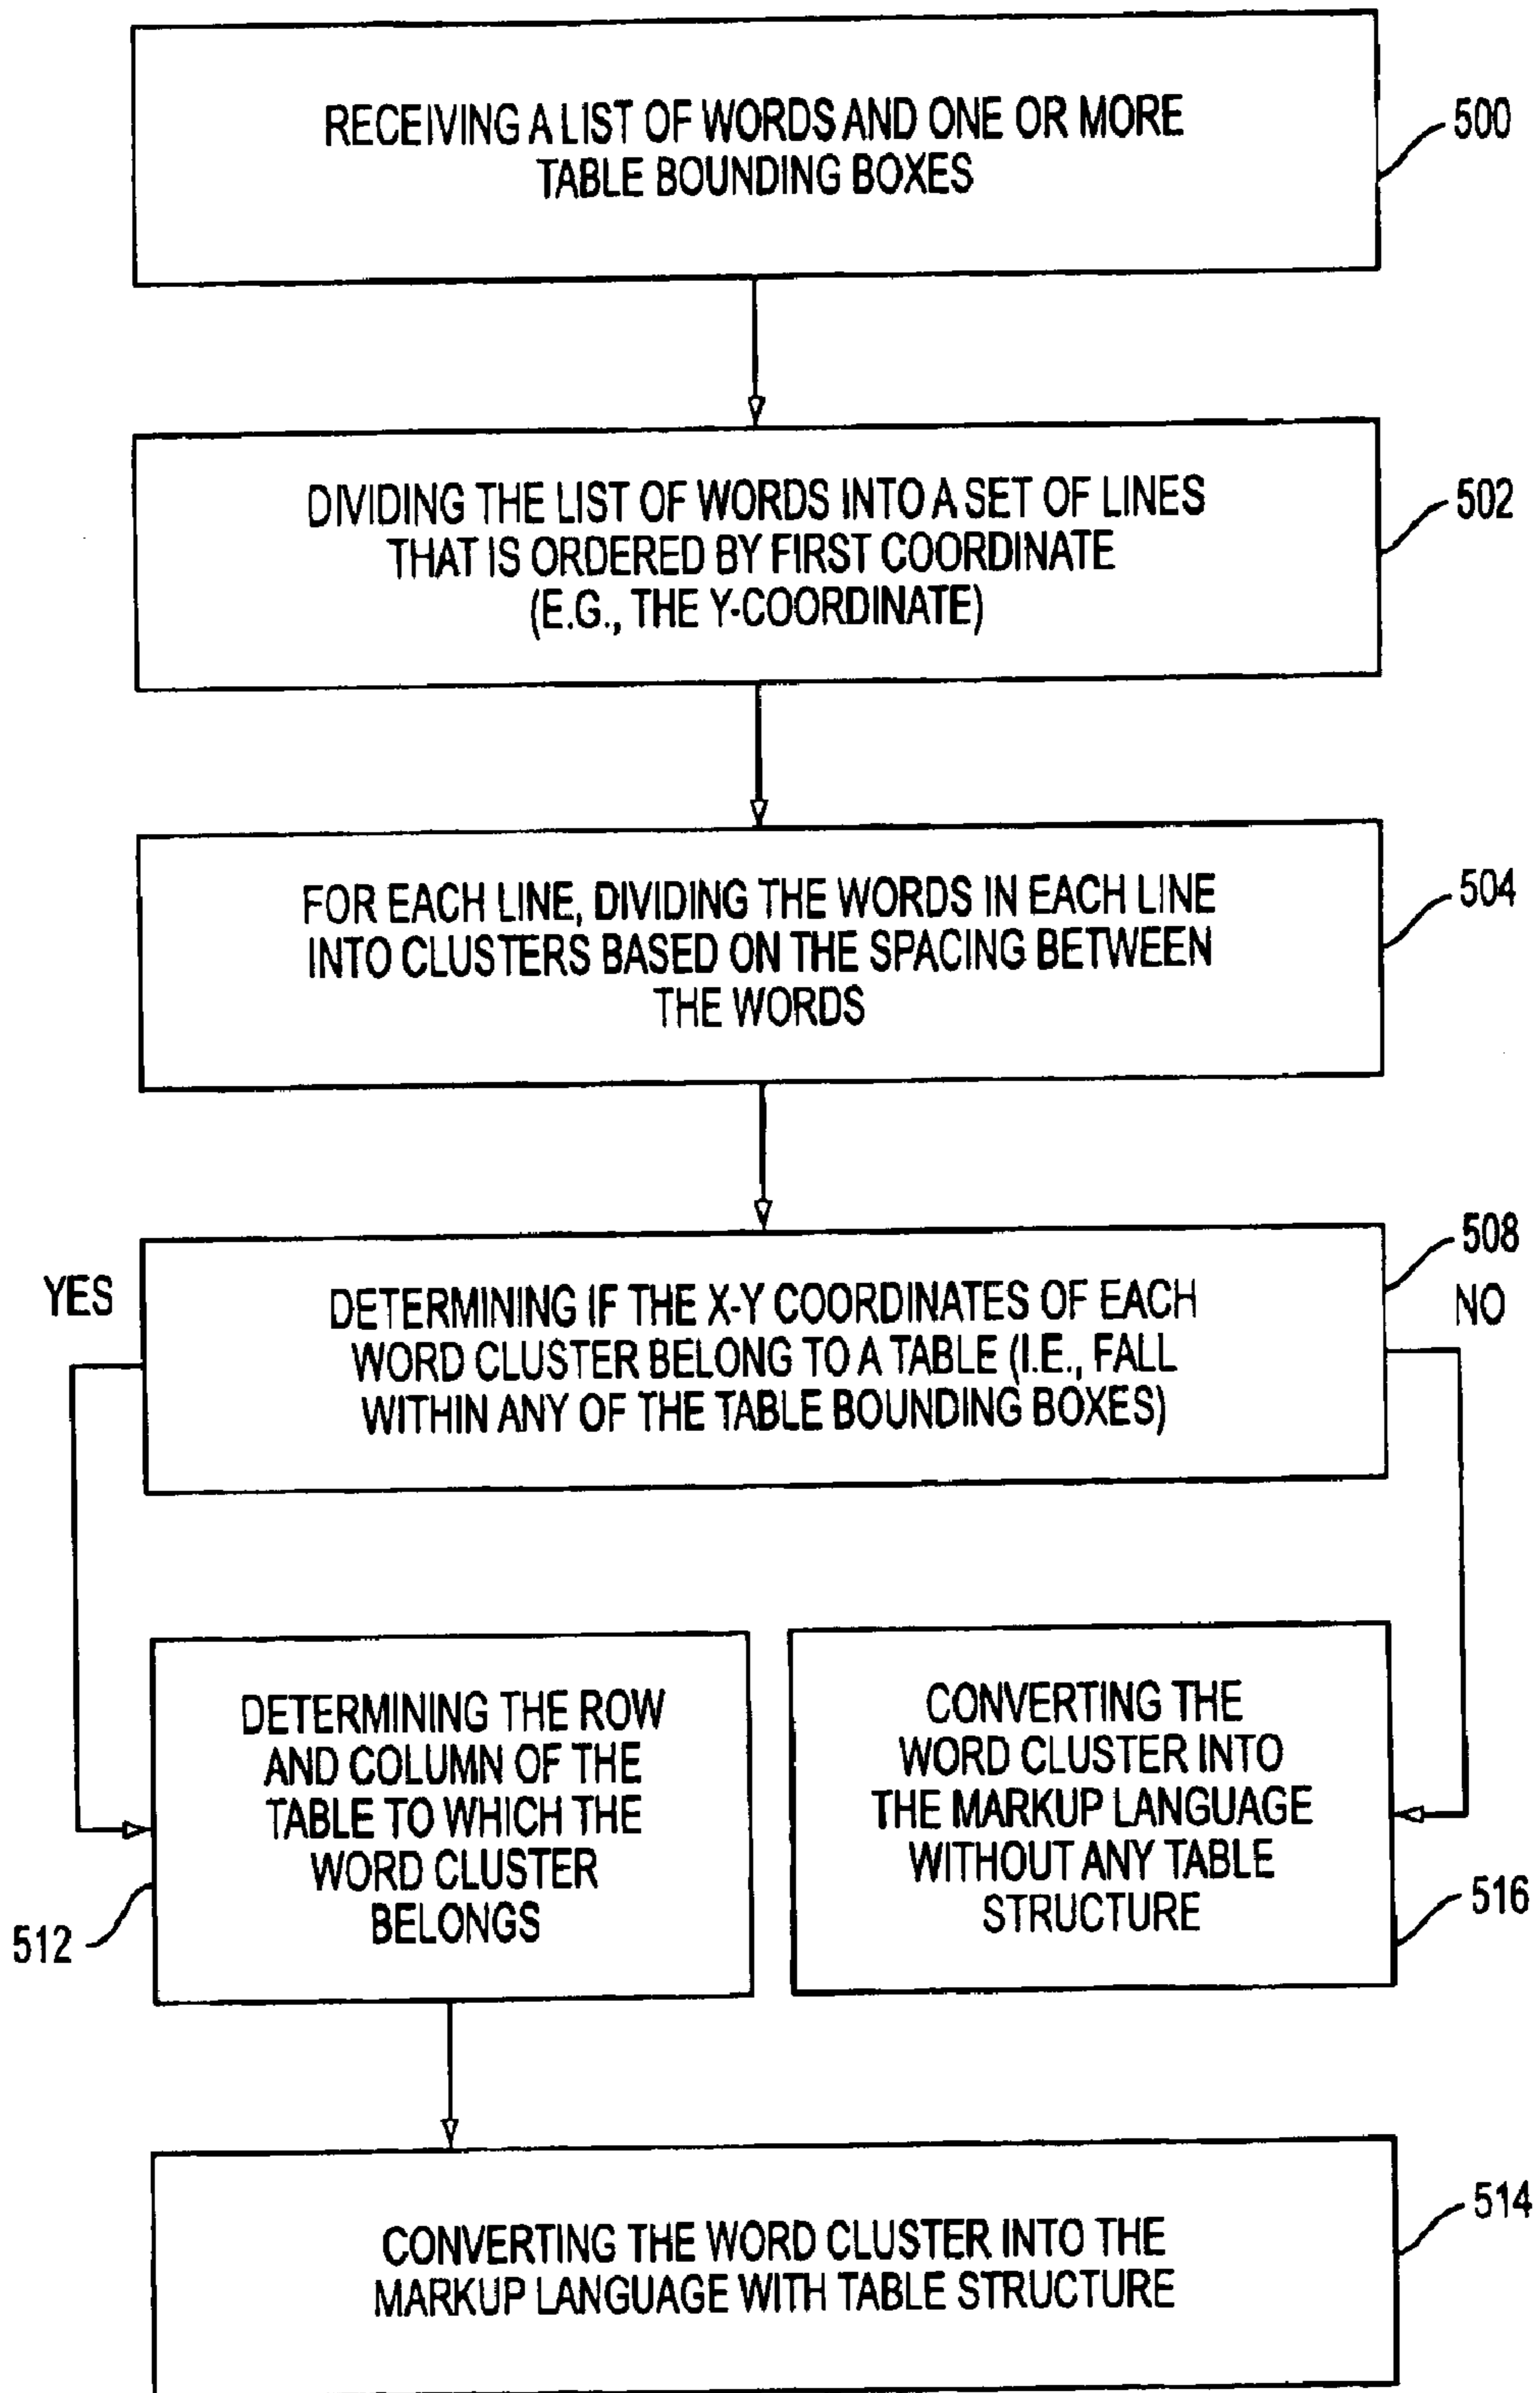 RECEIVING A LIST OF WORDS AND ONE OR MORE
TABLE BOUNDING BOXES
500
DIVIDING THE LIST OF WORDS INTO A SET OF LINES
THAT IS ORDERED BY FIRST COORDINATE
(E.G., THE Y-COORDINATE)
502
FOR EACH LINE, DIVIDING THE WORDS IN EACH LINE
INTO CLUSTERS BASED ON THE SPACING BETWEEN
THE WORDS
504
508
YES
NO
DETERMINING IF THE X-Y COORDINATES OF EACH
WORD CLUSTER BELONG TO A TABLE (I.E., FALL
WITHIN ANY OF THE TABLE BOUNDING BOXES)
DETERMINING THE ROW
AND COLUMN OF THE
TABLE TO WHICH THE
WORD CLUSTER
BELONGS
512
CONVERTING THE
WORD CLUSTER INTO
THE MARKUP LANGUAGE
WITHOUT ANY TABLE
STRUCTURE
516
CONVERTING THE WORD CLUSTER INTO THE
MARKUP LANGUAGE WITH TABLE STRUCTURE
514